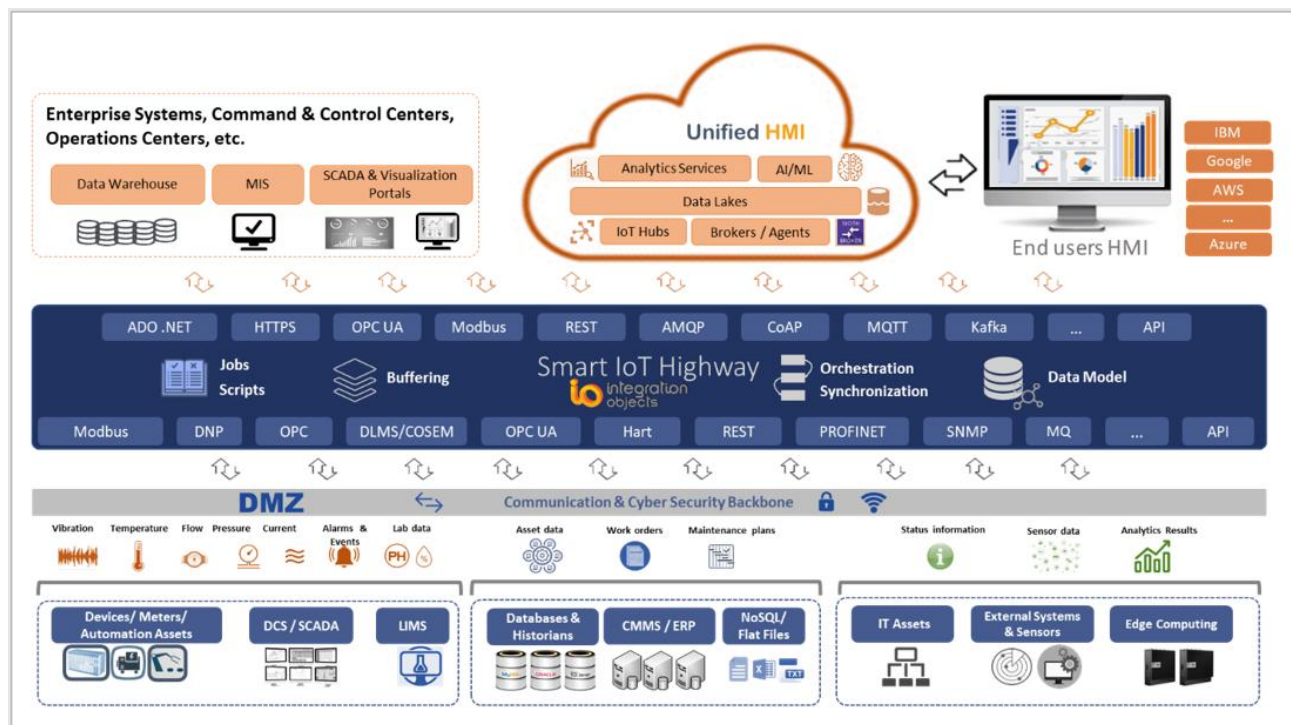 Enterprise Systems, Command & Control Centers,
Operations Centers, etc.
Data Warehouse
MIS
SCADA & Visualization
Portals
Unified HMI
Analytics Services
AI/ML
Data Lakes
IoT Hubs
Brokers / Agents
BROKER
End users HMI
IBM
Google
AWS
...
Azure
ADO .NET
HTTPS
OPC UA
Modbus
REST
AMQP
CoAP
MQTT
Kafka
...
API
Jobs
Scripts
Buffering
Smart IoT Highway
io integration
objects
Orchestration
Synchronization
Data Model
Modbus
DNP
OPC
DLMS/COSEM
OPC UA
Hart
REST
PROFINET
SNMP
MQ
...
API
DMZ
Communication & Cyber Security Backbone
Vibration
Temperature
Flow
Pressure
Current
Alarms &
Events
Lab data
PH
%
Asset data
Work orders
Maintenance plans
Status information
Sensor data
Analytics Results
Devices/ Meters/
Automation Assets
DCS / SCADA
LIMS
Databases &
Historians
CMMS / ERP
NoSQL/
Flat Files
IT Assets
External Systems
& Sensors
Edge Computing
ORACLE
TXT